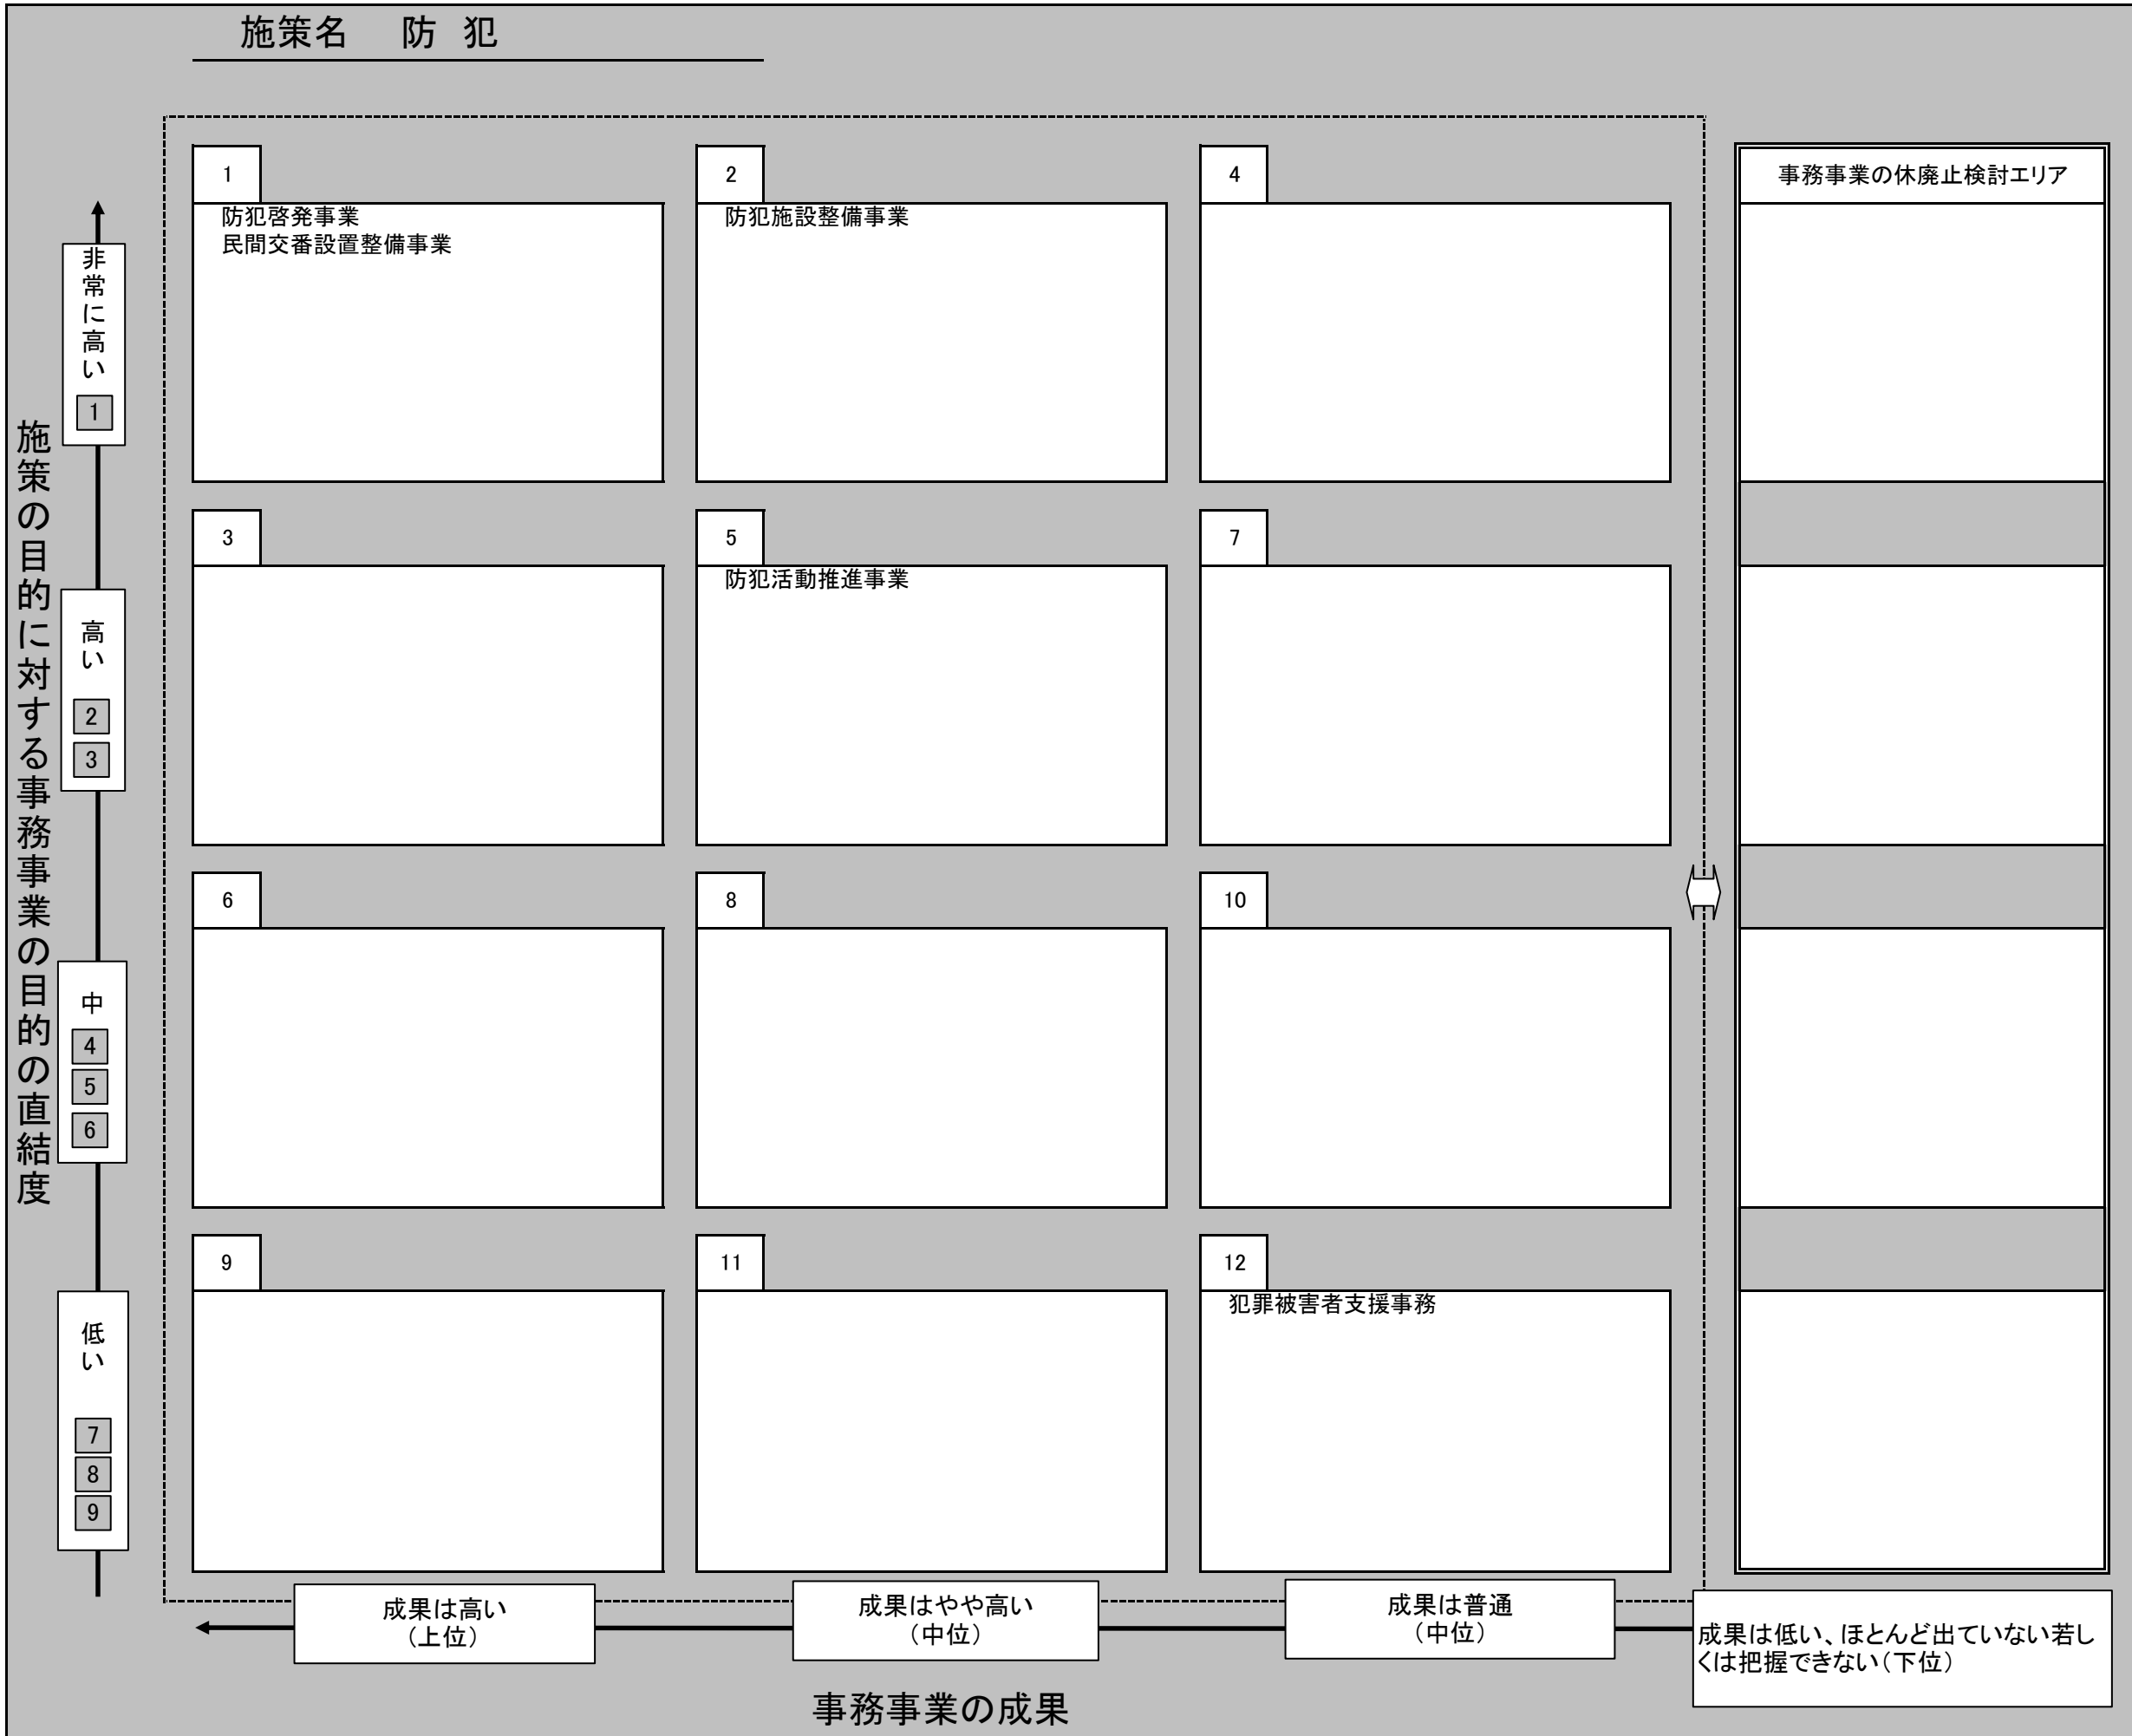 施策名　防 犯
1
2
4
事務事業の休廃止検討エリア
防犯啓発事業
民間交番設置整備事業
防犯施設整備事業
3
5
7
防犯活動推進事業
6
8
10
9
11
12
犯罪被害者支援事務
施策の目的に対する事務事業の目的の直結度
非常に高い
1
高い
2
3
中
4
5
6
低い
7
8
9
成果は高い
（上位）
成果はやや高い
（中位）
成果は普通
（中位）
成果は低い、ほとんど出ていない若し
くは把握できない（下位）
事務事業の成果